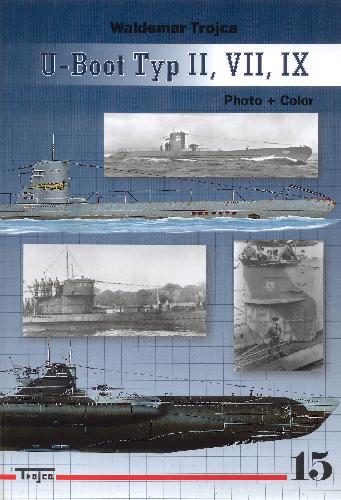 Waldemar Trojca
U-Boot Typ II, VII, IX
Photo + Color
Trojca
15